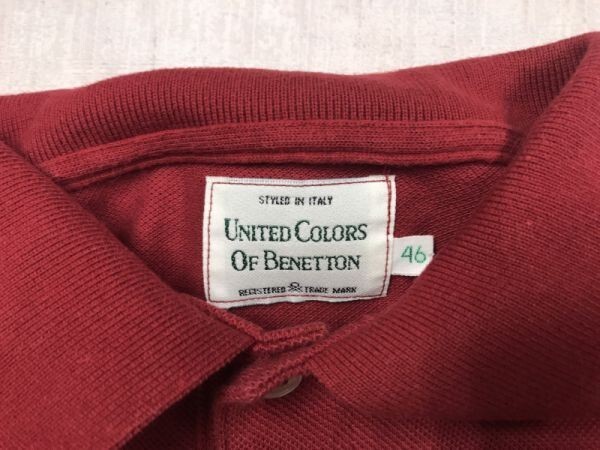 STYLED IN ITALY
UNITED COLORS
OF BENETTON
REGISTERED TRADE MARK
46